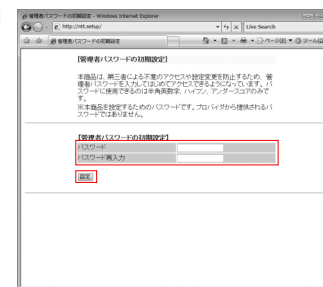 管理者パスワードの初期設定 - Windows Internet Explorer
http://ntt.setup/
Live Search
管理者パスワードの初期設定
ページ(P)
ツール(O)
[管理者パスワードの初期設定]
本商品は、第三者による不意のアクセスや設定変更を防止するため、管
理者パスワードを入力してはじめてアクセスできるようになっています。パ
スワードに使用できるのは半角英数字、ハイフン、アンダースコアのみで
す。
※本商品を設定するためのパスワードです。プロバイダから提供されるパ
スワードではありません。
[管理者パスワードの初期設定]
パスワード
パスワード再入力
設定